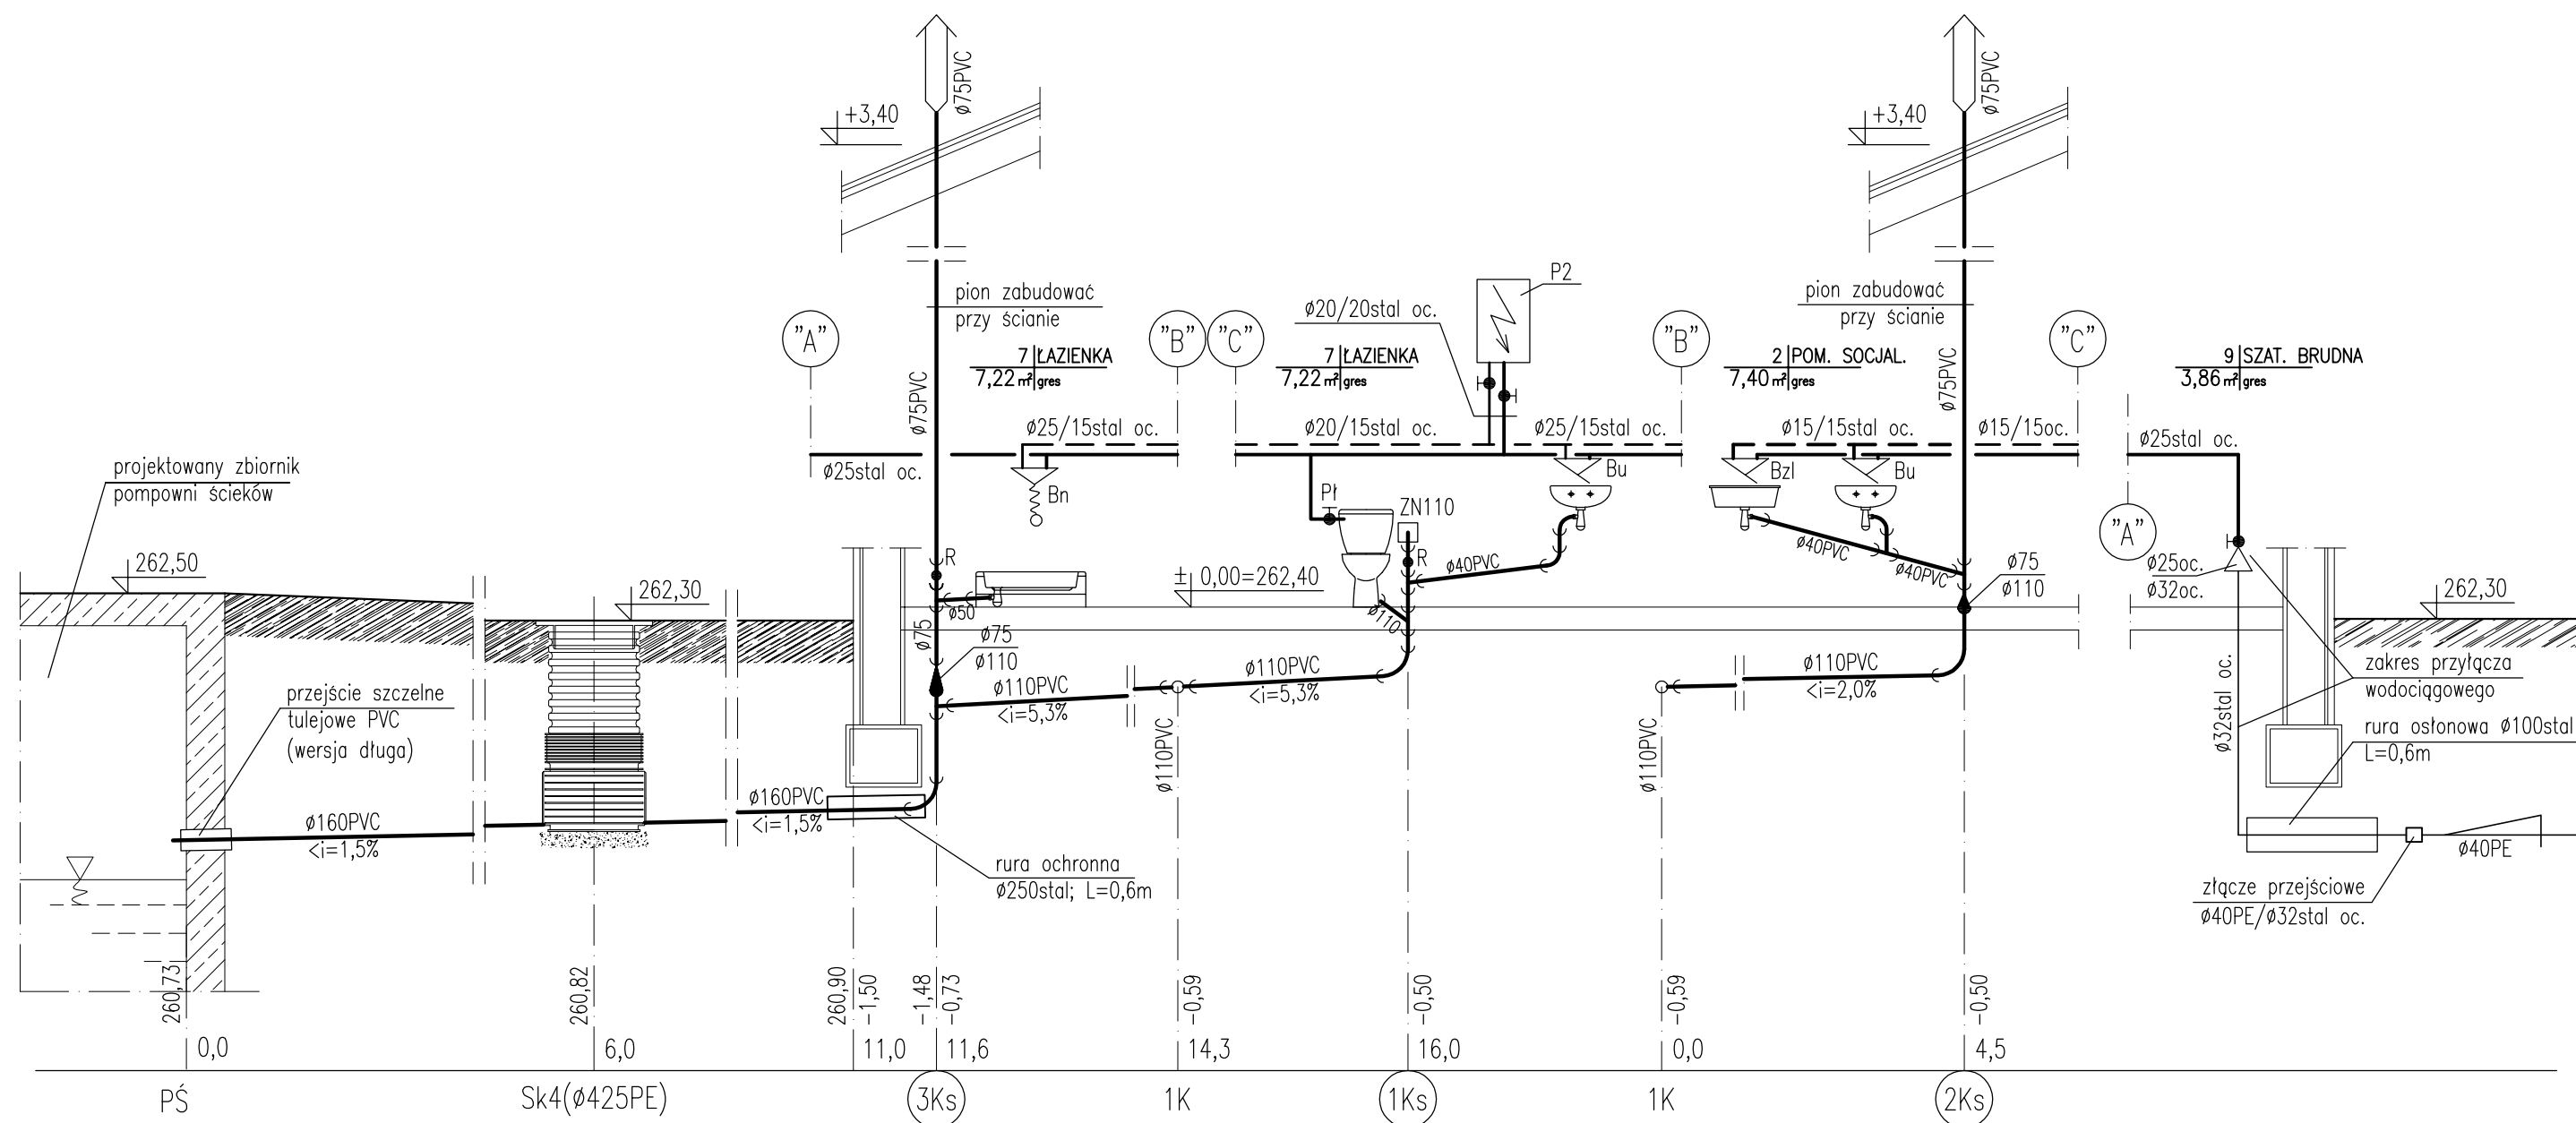 ø75PVC
ø75PVC
+3,40
+3,40
pion zabudować
przy ścianie
P2
ø20/20stal oc.
pion zabudować
przy ścianie
"A"
"B"
"C"
"B"
"C"
7 ŁAZIENKA
7,22 m² gres
7 ŁAZIENKA
7,22 m² gres
2 POM. SOCJAL.
7,40 m² gres
9 SZAT. BRUDNA
3,86 m² gres
ø75PVC
ø75PVC
ø25/15stal oc.
ø20/15stal oc.
ø25/15stal oc.
ø15/15stal oc.
ø15/15oc.
ø25stal oc.
ø25stal oc.
projektowany zbiornik
pompowni ścieków
Bn
Bu
Bzl
Bu
Pł
ZN110
"A"
262,50
R
R
ø40PVC
ø40PVC
ø40PVC
± 0,00=262,40
ø75
ø110
ø25oc.
ø32oc.
262,30
262,30
ø50
ø110
ø75
ø75
ø110
ø110PVC
<i=5,3%
ø110PVC
<i=5,3%
ø110PVC
<i=2,0%
zakres przyłącza
wodociągowego
przejście szczelne
tulejowe PVC
(wersja długa)
ø110PVC
ø110PVC
ø32stal oc.
rura osłonowa ø100stal
L=0,6m
ø160PVC
<i=1,5%
ø160PVC
<i=1,5%
ø40PE
rura ochronna
ø250stal; L=0,6m
złącze przejściowe
ø40PE/ø32stal oc.
260,73
260,82
260,90
-1,50
-1,48
-0,73
-0,59
-0,50
-0,59
-0,50
0,0
6,0
11,0
11,6
14,3
16,0
0,0
4,5
PŚ
Sk4(ø425PE)
3Ks
1K
1Ks
1K
2Ks